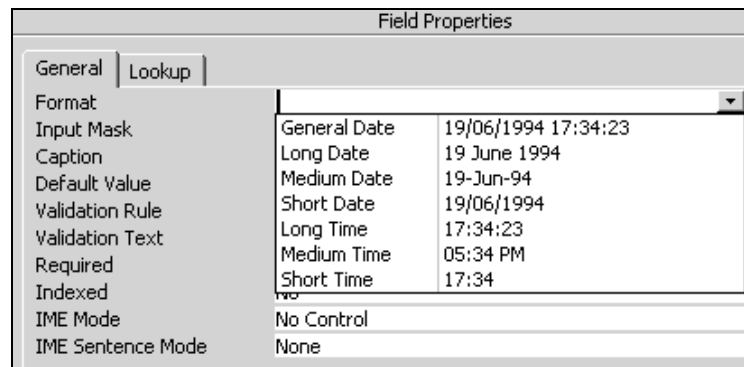 Field Properties
General Lookup
Format
Input Mask General Date 19/06/1994 17:34:23
Caption Long Date 19 June 1994
Default Value Medium Date 19-Jun-94
Validation Rule Short Date 19/06/1994
Validation Text Long Time 17:34:23
Required Medium Time 05:34 PM
Indexed Short Time 17:34
IME Mode No Control
IME Sentence Mode None